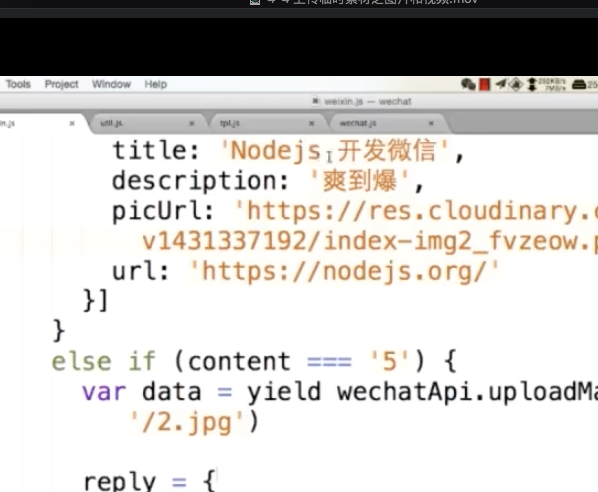 4-4 上传临时素材之图片和视频.mov
Tools Project Window Help
weixin.js — wechat
util.js
tpl.js
wechat.js
title: 'Nodejs 开发微信',
description: '爽到爆',
picUrl: 'https://res.cloudinary.
v1431337192/index-img2_fvzeow.p
url: 'https://nodejs.org/'
}]
}
else if (content === '5') {
var data = yield wechatApi.uploadMa
'/2.jpg')
reply = {